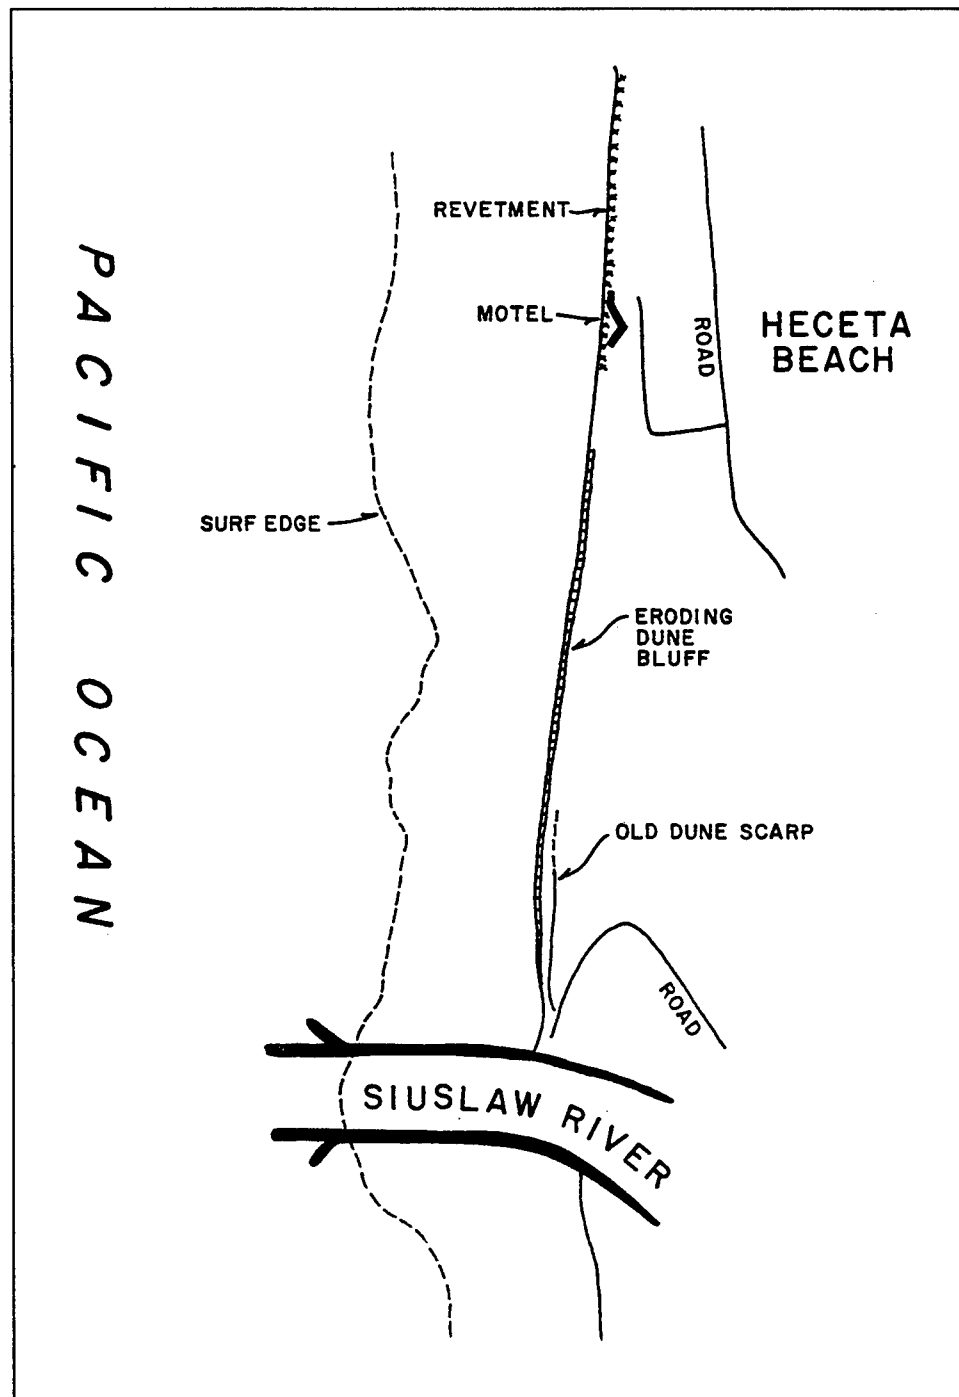 REVETMENT
MOTEL
ROAD
HECETA
BEACH
PACIFIC OCEAN
SURF EDGE
ERODING
DUNE
BLUFF
OLD DUNE SCARP
ROAD
SIUSLAW RIVER